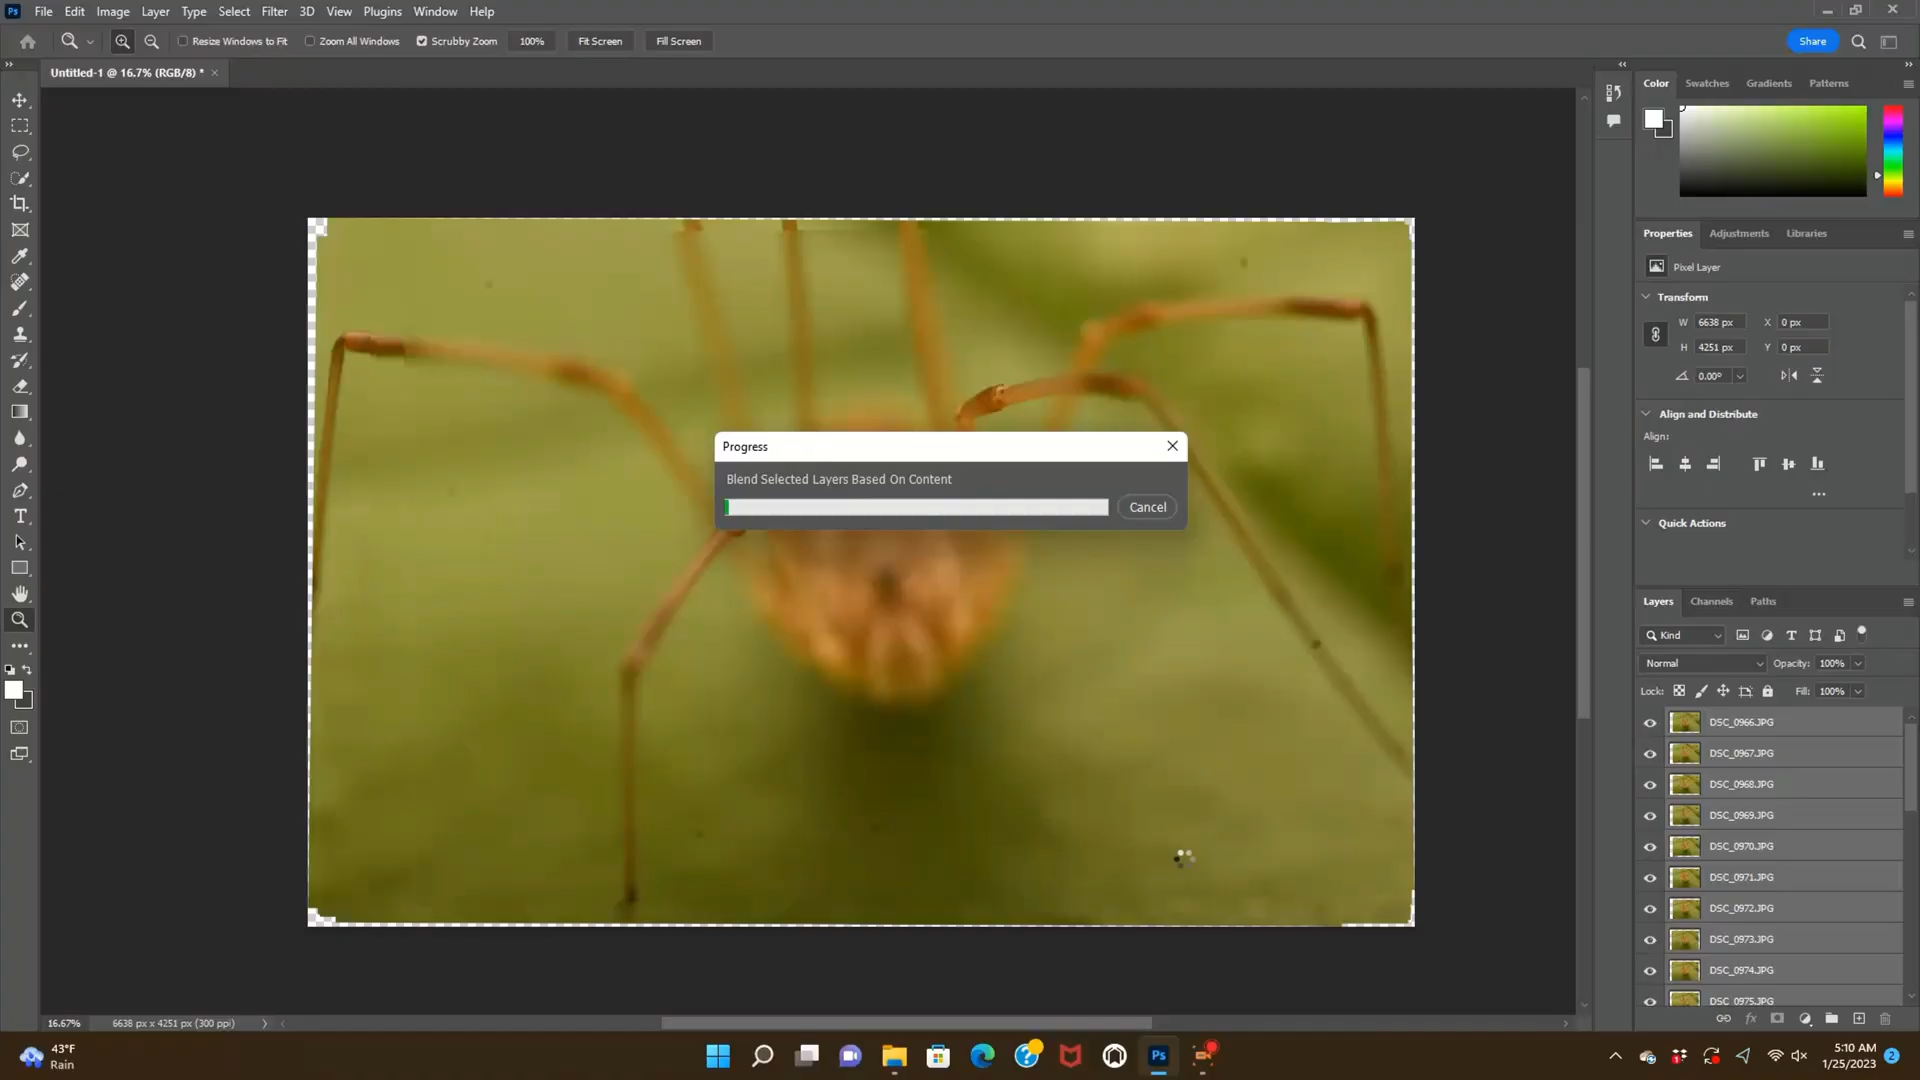 Ps File Edit Image Layer Type Select Filter 3D View Plugins Window Help
Resize Windows to Fit Zoom All Windows Scrubby Zoom 100% Fit Screen Fill Screen Share
Untitled-1 @ 16.7% (RGB/8) *
Color Swatches Gradients Patterns
Properties Adjustments Libraries
Pixel Layer
Transform
W 6638 px X 0 px
H 4251 px Y 0 px
0.00°
Align and Distribute
Align:
Quick Actions
Progress
Blend Selected Layers Based On Content
Cancel
Layers Channels Paths
Kind
Normal Opacity: 100%
Lock: Fill: 100%
DSC_0966.JPG
DSC_0967.JPG
DSC_0968.JPG
DSC_0969.JPG
DSC_0970.JPG
DSC_0971.JPG
DSC_0972.JPG
DSC_0973.JPG
DSC_0974.JPG
DSC_0975.JPG
16.67% 6638 px x 4251 px (300 ppi)
43°F
Rain
Ps
5:10 AM
1/25/2023
2